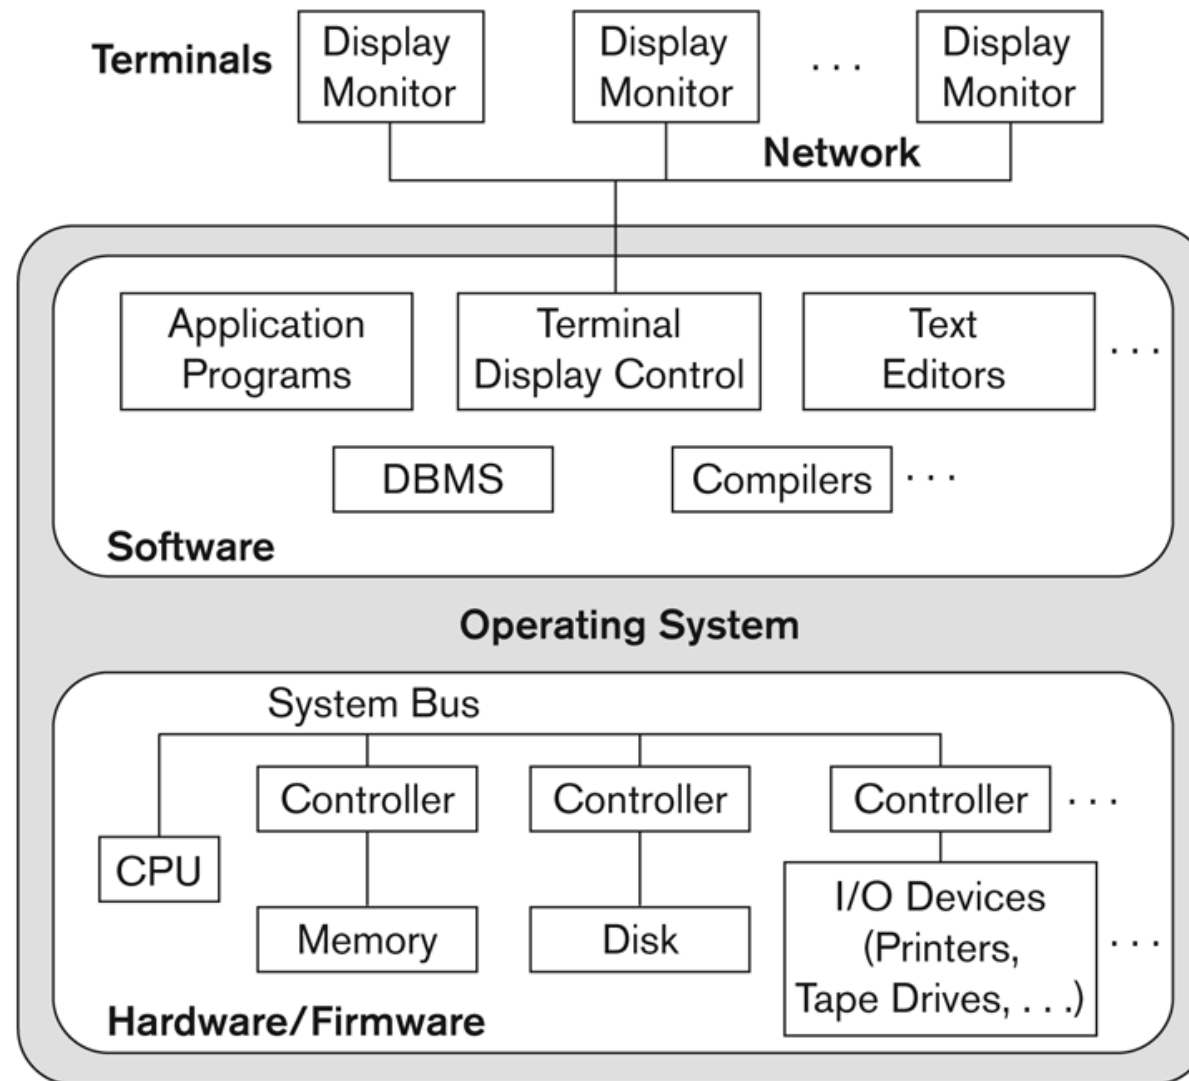 Terminals
Display
Monitor
Display
Monitor
. . .
Display
Monitor
Network
Application
Programs
Terminal
Display Control
Text
Editors
. . .
DBMS
Compilers
. . .
Software
Operating System
System Bus
Controller
Controller
Controller
. . .
CPU
Memory
Disk
I/O Devices
(Printers,
Tape Drives, . . .)
. . .
Hardware/Firmware